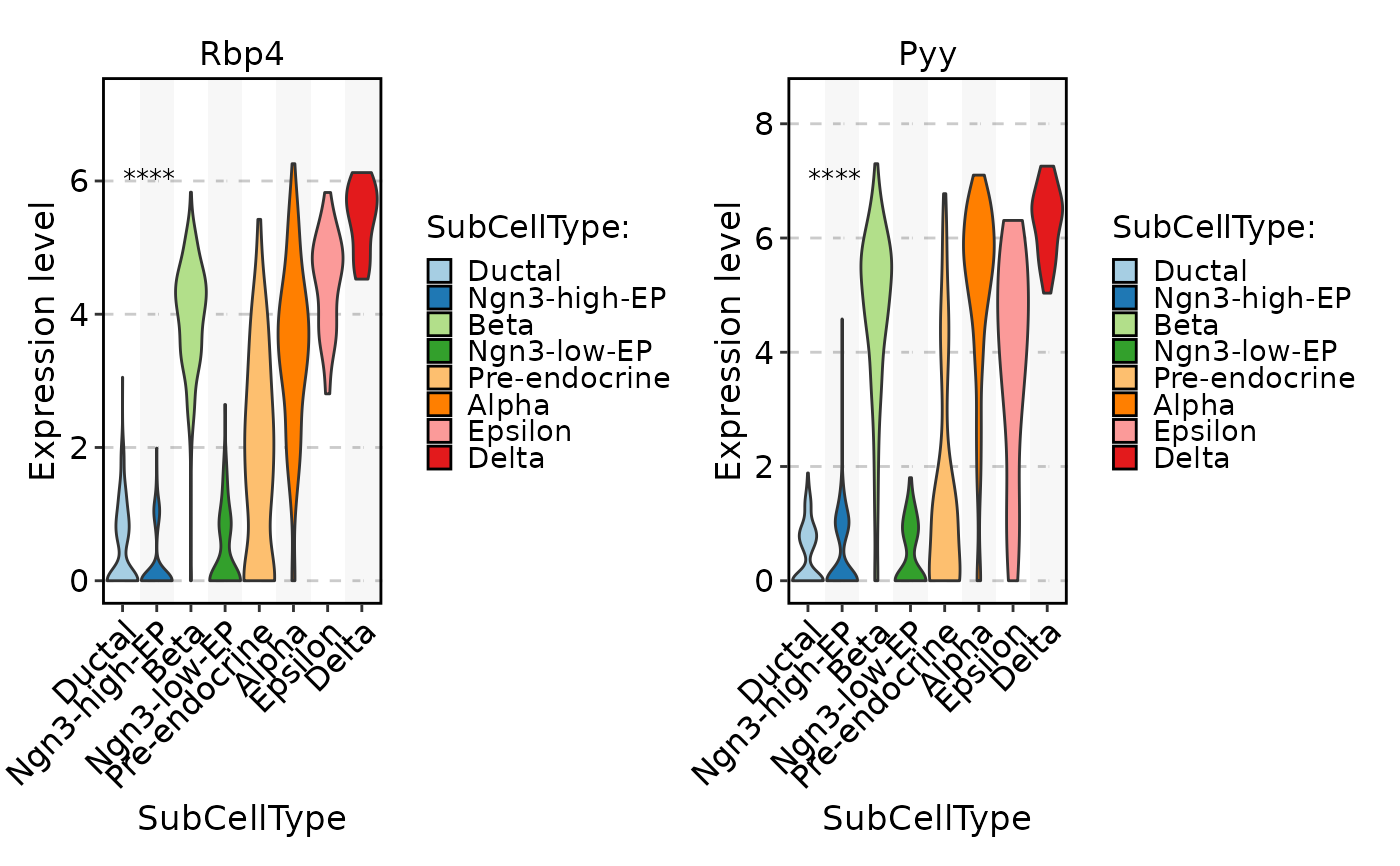 Rbp4
Expression level
6
4
2
0
****
Ductal
Ngn3-high-EP
Beta
Ngn3-low-EP
Pre-endocrine
Alpha
Epsilon
Delta
SubCellType
SubCellType:
Ductal
Ngn3-high-EP
Beta
Ngn3-low-EP
Pre-endocrine
Alpha
Epsilon
Delta
Pyy
Expression level
8
6
4
2
0
****
Ductal
Ngn3-high-EP
Beta
Ngn3-low-EP
Pre-endocrine
Alpha
Epsilon
Delta
SubCellType
SubCellType:
Ductal
Ngn3-high-EP
Beta
Ngn3-low-EP
Pre-endocrine
Alpha
Epsilon
Delta